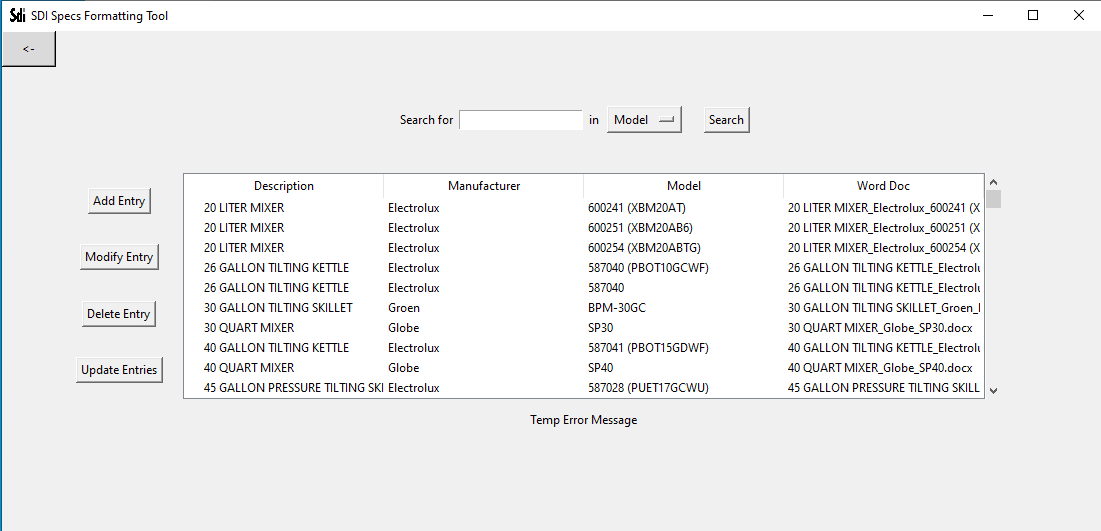 Sdi SDI Specs Formatting Tool
<-
Search for in Model Search
Description Manufacturer Model Word Doc
20 LITER MIXER Electrolux 600241 (XBM20AT) 20 LITER MIXER_Electrolux_600241 (X
20 LITER MIXER Electrolux 600251 (XBM20AB6) 20 LITER MIXER_Electrolux_600251 (X
20 LITER MIXER Electrolux 600254 (XBM20ABTG) 20 LITER MIXER_Electrolux_600254 (X
26 GALLON TILTING KETTLE Electrolux 587040 (PBOT10GCWF) 26 GALLON TILTING KETTLE_Electrolu
26 GALLON TILTING KETTLE Electrolux 587040 26 GALLON TILTING KETTLE_Electrolu
30 GALLON TILTING SKILLET Groen BPM-30GC 30 GALLON TILTING SKILLET_Groen_
30 QUART MIXER Globe SP30 30 QUART MIXER_Globe_SP30.docx
40 GALLON TILTING KETTLE Electrolux 587041 (PBOT15GDWF) 40 GALLON TILTING KETTLE_Electrolu
40 QUART MIXER Globe SP40 40 QUART MIXER_Globe_SP40.docx
45 GALLON PRESSURE TILTING SKI Electrolux 587028 (PUET17GCWU) 45 GALLON PRESSURE TILTING SKILL
Add Entry
Modify Entry
Delete Entry
Update Entries
Temp Error Message